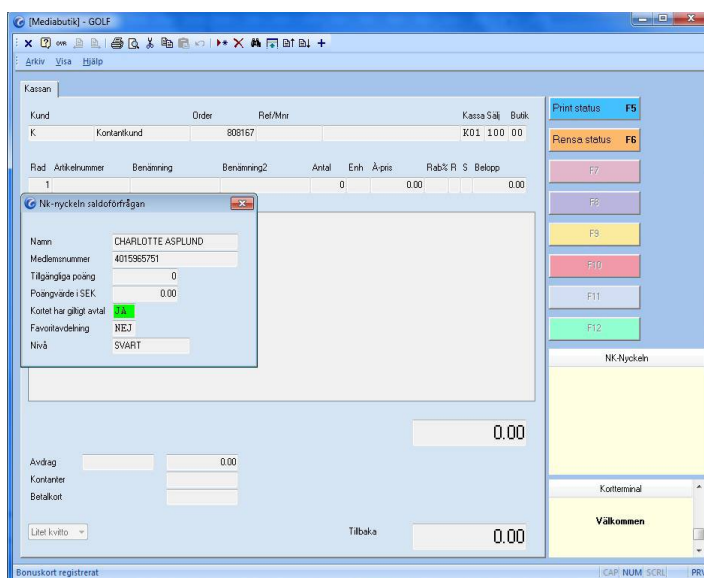 [Mediabutik] - GOLF
OVR
Arkiv Visa Hjälp
Kassan
Kund Order Ref/Mnr Kassa Sälj Butik
K Kontantkund 808167 K01 100 00
Rad Artikelnummer Benämning Benämning2 Antal Enh À-pris Rab% R S Belopp
1 0 0.00 0.00
Nk-nyckeln saldoförfrågan
Namn CHARLOTTE ASPLUND
Medlemsnummer 4015965751
Tillgängliga poäng 0
Poängvärde i SEK 0.00
Kortet har giltigt avtal JA
Favoritavdelning NEJ
Nivå SVART
Print status F5
Rensa status F6
F7
F8
F9
F10
F11
F12
NK-Nyckeln
0.00
Avdrag 0.00
Kontanter
Betalkort
Litet kvitto
Tillbaka 0.00
Kortterminal
Välkommen
Bonuskort registrerat CAP NUM SCRL PRV